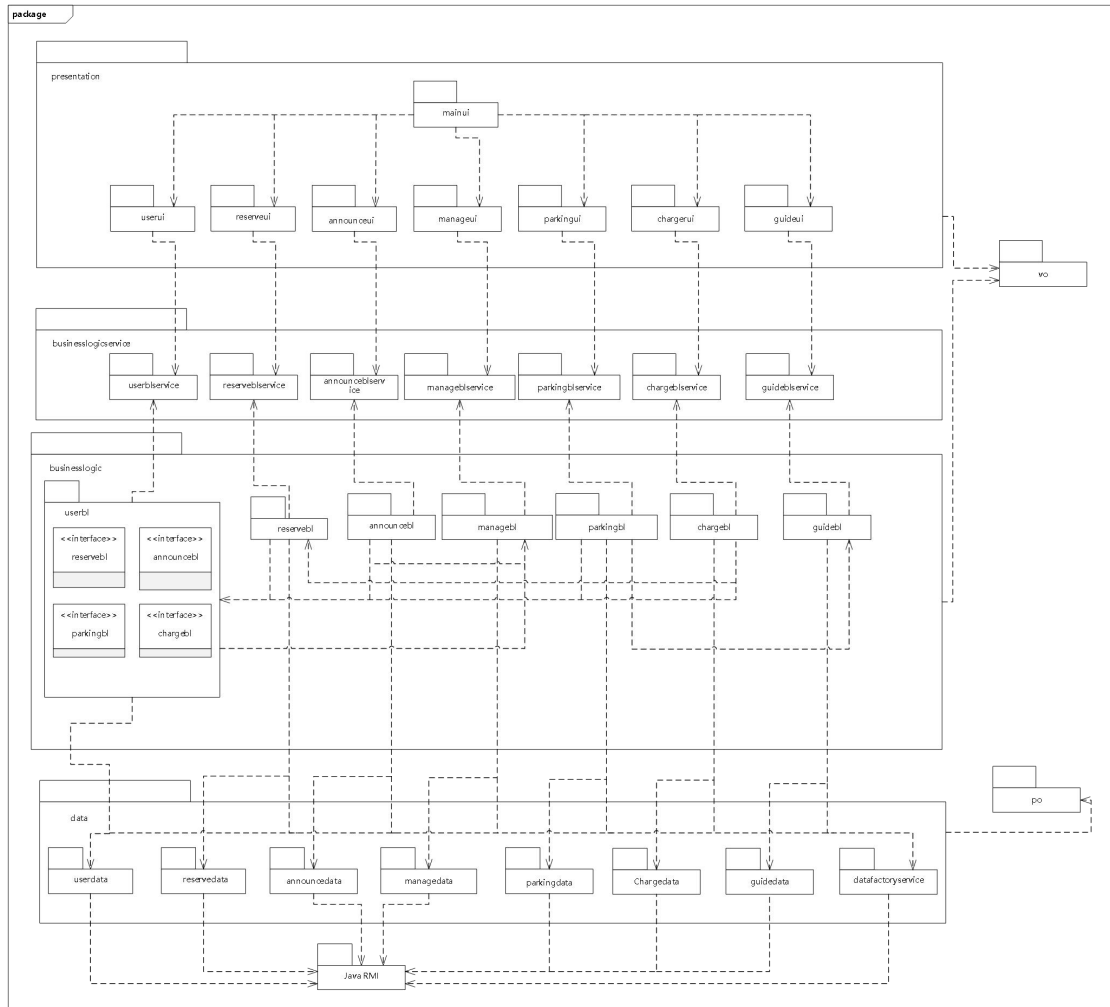 package
presentation
mainui
userui
reserveui
announceui
manageui
parkingui
chargerui
guideui
vo
businesslogicservice
userblservice
reserveblservice
announceblserv
ice
manageblservice
parkingblservice
chargeblservice
guideblservice
businesslogic
userbl
<<interface>>
reservebl
<<interface>>
announcebl
<<interface>>
parkingbl
<<interface>>
chargebl
reservebl
announcebl
managebl
parkingbl
chargebl
guidebl
po
data
userdata
reservedata
announcedata
managedata
parkingdata
Chargedata
guidedata
datafactoryservice
Java RMI